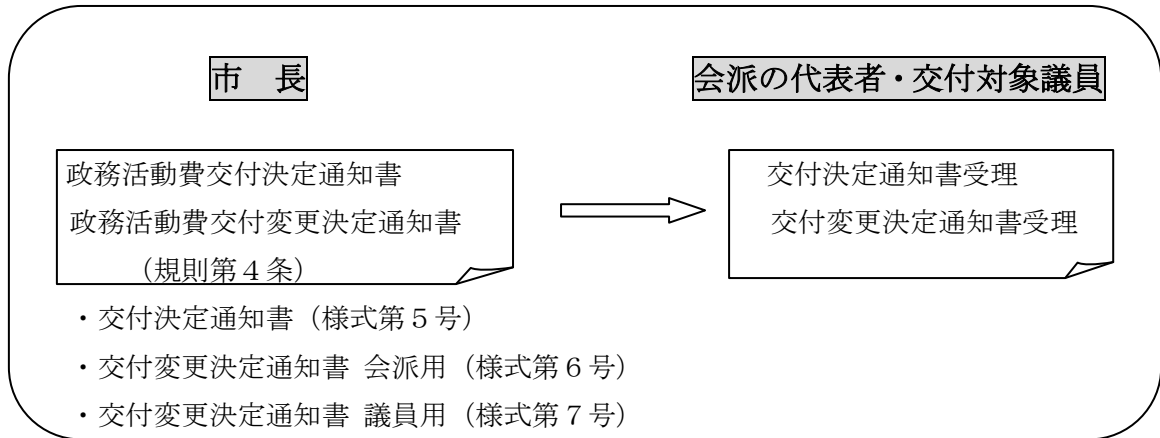 市　長
会派の代表者・交付対象議員
政務活動費交付決定通知書
政務活動費交付変更決定通知書
（規則第４条）
交付決定通知書受理
交付変更決定通知書受理
・交付決定通知書（様式第５号）
・交付変更決定通知書 会派用（様式第６号）
・交付変更決定通知書 議員用（様式第７号）